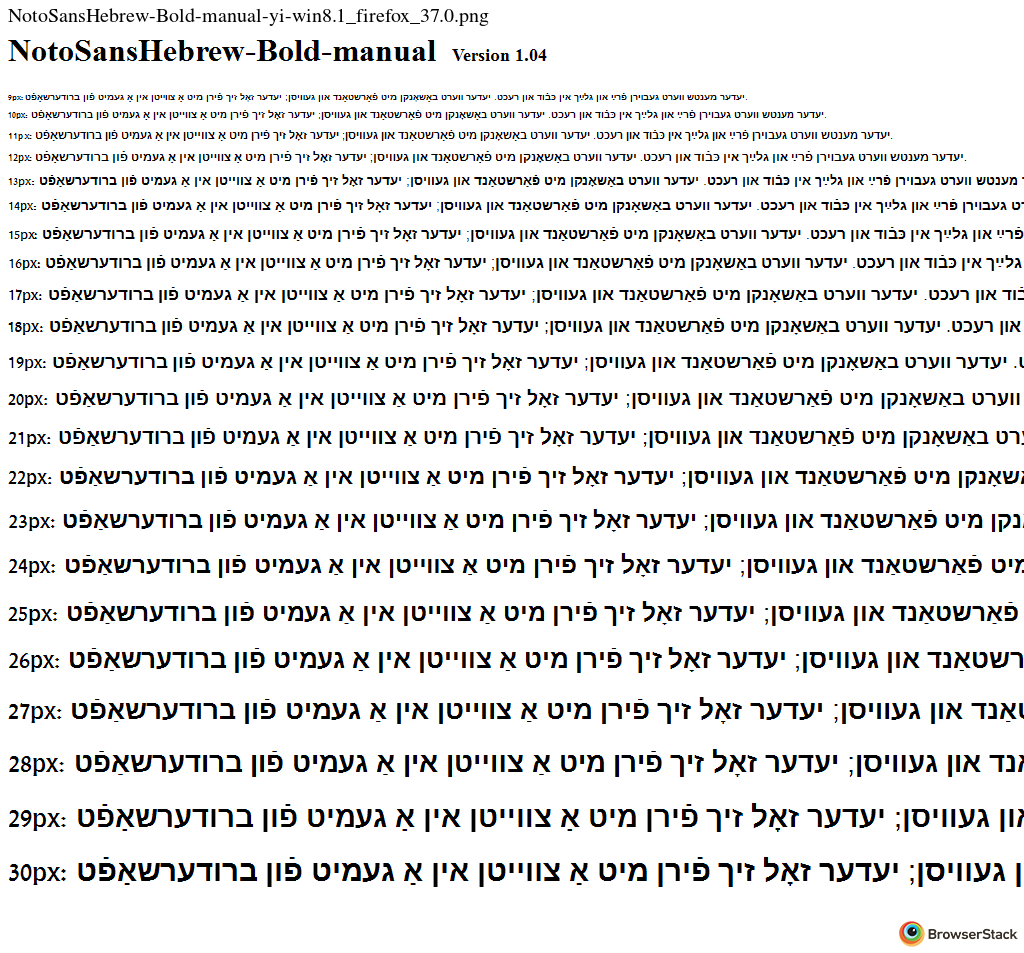 NotoSansHebrew-Bold-manual-yi-win8.1_firefox_37.0.png
NotoSansHebrew-Bold-manual Version 1.04
9px: יעדער מענטש ווערט געבוירן פֿרײַ און גלײַך אין כּבֿוד און רעכט. יעדער ווערט באַשאָנקן מיט פֿאַרשטאַנד און געוויסן; יעדער זאָל זיך פֿירן מיט אַ צווייטן אין אַ געמיט פֿון ברודערשאַפֿט.
10px: יעדער מענטש ווערט געבוירן פֿרײַ און גלײַך אין כּבֿוד און רעכט. יעדער ווערט באַשאָנקן מיט פֿאַרשטאַנד און געוויסן; יעדער זאָל זיך פֿירן מיט אַ צווייטן אין אַ געמיט פֿון ברודערשאַפֿט.
11px: יעדער מענטש ווערט געבוירן פֿרײַ און גלײַך אין כּבֿוד און רעכט. יעדער ווערט באַשאָנקן מיט פֿאַרשטאַנד און געוויסן; יעדער זאָל זיך פֿירן מיט אַ צווייטן אין אַ געמיט פֿון ברודערשאַפֿט.
12px: יעדער מענטש ווערט געבוירן פֿרײַ און גלײַך אין כּבֿוד און רעכט. יעדער ווערט באַשאָנקן מיט פֿאַרשטאַנד און געוויסן; יעדער זאָל זיך פֿירן מיט אַ צווייטן אין אַ געמיט פֿון ברודערשאַפֿט.
13px: מענטש ווערט געבוירן פֿרײַ און גלײַך אין כּבֿוד און רעכט. יעדער ווערט באַשאָנקן מיט פֿאַרשטאַנד און געוויסן; יעדער זאָל זיך פֿירן מיט אַ צווייטן אין אַ געמיט פֿון ברודערשאַפֿט
14px: געבוירן פֿרײַ און גלײַך אין כּבֿוד און רעכט. יעדער ווערט באַשאָנקן מיט פֿאַרשטאַנד און געוויסן; יעדער זאָל זיך פֿירן מיט אַ צווייטן אין אַ געמיט פֿון ברודערשאַפֿט
15px: פֿרײַ און גלײַך אין כּבֿוד און רעכט. יעדער ווערט באַשאָנקן מיט פֿאַרשטאַנד און געוויסן; יעדער זאָל זיך פֿירן מיט אַ צווייטן אין אַ געמיט פֿון ברודערשאַפֿט
16px: גלײַך אין כּבֿוד און רעכט. יעדער ווערט באַשאָנקן מיט פֿאַרשטאַנד און געוויסן; יעדער זאָל זיך פֿירן מיט אַ צווייטן אין אַ געמיט פֿון ברודערשאַפֿט
17px: און רעכט. יעדער ווערט באַשאָנקן מיט פֿאַרשטאַנד און געוויסן; יעדער זאָל זיך פֿירן מיט אַ צווייטן אין אַ געמיט פֿון ברודערשאַפֿט
18px: און רעכט. יעדער ווערט באַשאָנקן מיט פֿאַרשטאַנד און געוויסן; יעדער זאָל זיך פֿירן מיט אַ צווייטן אין אַ געמיט פֿון ברודערשאַפֿט
19px: יעדער ווערט באַשאָנקן מיט פֿאַרשטאַנד און געוויסן; יעדער זאָל זיך פֿירן מיט אַ צווייטן אין אַ געמיט פֿון ברודערשאַפֿט
20px: ווערט באַשאָנקן מיט פֿאַרשטאַנד און געוויסן; יעדער זאָל זיך פֿירן מיט אַ צווייטן אין אַ געמיט פֿון ברודערשאַפֿט
21px: באַשאָנקן מיט פֿאַרשטאַנד און געוויסן; יעדער זאָל זיך פֿירן מיט אַ צווייטן אין אַ געמיט פֿון ברודערשאַפֿט
22px: מיט פֿאַרשטאַנד און געוויסן; יעדער זאָל זיך פֿירן מיט אַ צווייטן אין אַ געמיט פֿון ברודערשאַפֿט
23px: מיט פֿאַרשטאַנד און געוויסן; יעדער זאָל זיך פֿירן מיט אַ צווייטן אין אַ געמיט פֿון ברודערשאַפֿט
24px: מיט פֿאַרשטאַנד און געוויסן; יעדער זאָל זיך פֿירן מיט אַ צווייטן אין אַ געמיט פֿון ברודערשאַפֿט
25px: פֿאַרשטאַנד און געוויסן; יעדער זאָל זיך פֿירן מיט אַ צווייטן אין אַ געמיט פֿון ברודערשאַפֿט
26px: רשטאַנד און געוויסן; יעדער זאָל זיך פֿירן מיט אַ צווייטן אין אַ געמיט פֿון ברודערשאַפֿט
27px: און געוויסן; יעדער זאָל זיך פֿירן מיט אַ צווייטן אין אַ געמיט פֿון ברודערשאַפֿט
28px: און געוויסן; יעדער זאָל זיך פֿירן מיט אַ צווייטן אין אַ געמיט פֿון ברודערשאַפֿט
29px: און געוויסן; יעדער זאָל זיך פֿירן מיט אַ צווייטן אין אַ געמיט פֿון ברודערשאַפֿט
30px: געוויסן; יעדער זאָל זיך פֿירן מיט אַ צווייטן אין אַ געמיט פֿון ברודערשאַפֿט
BrowserStack